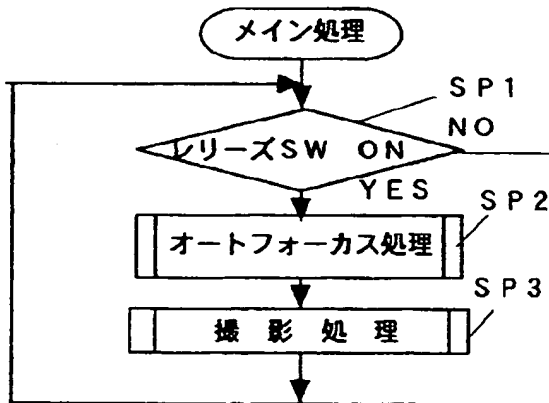 メイン処理
SP1
レリーズSW ON
NO
YES
SP2
オートフォーカス処理
SP3
撮影処理